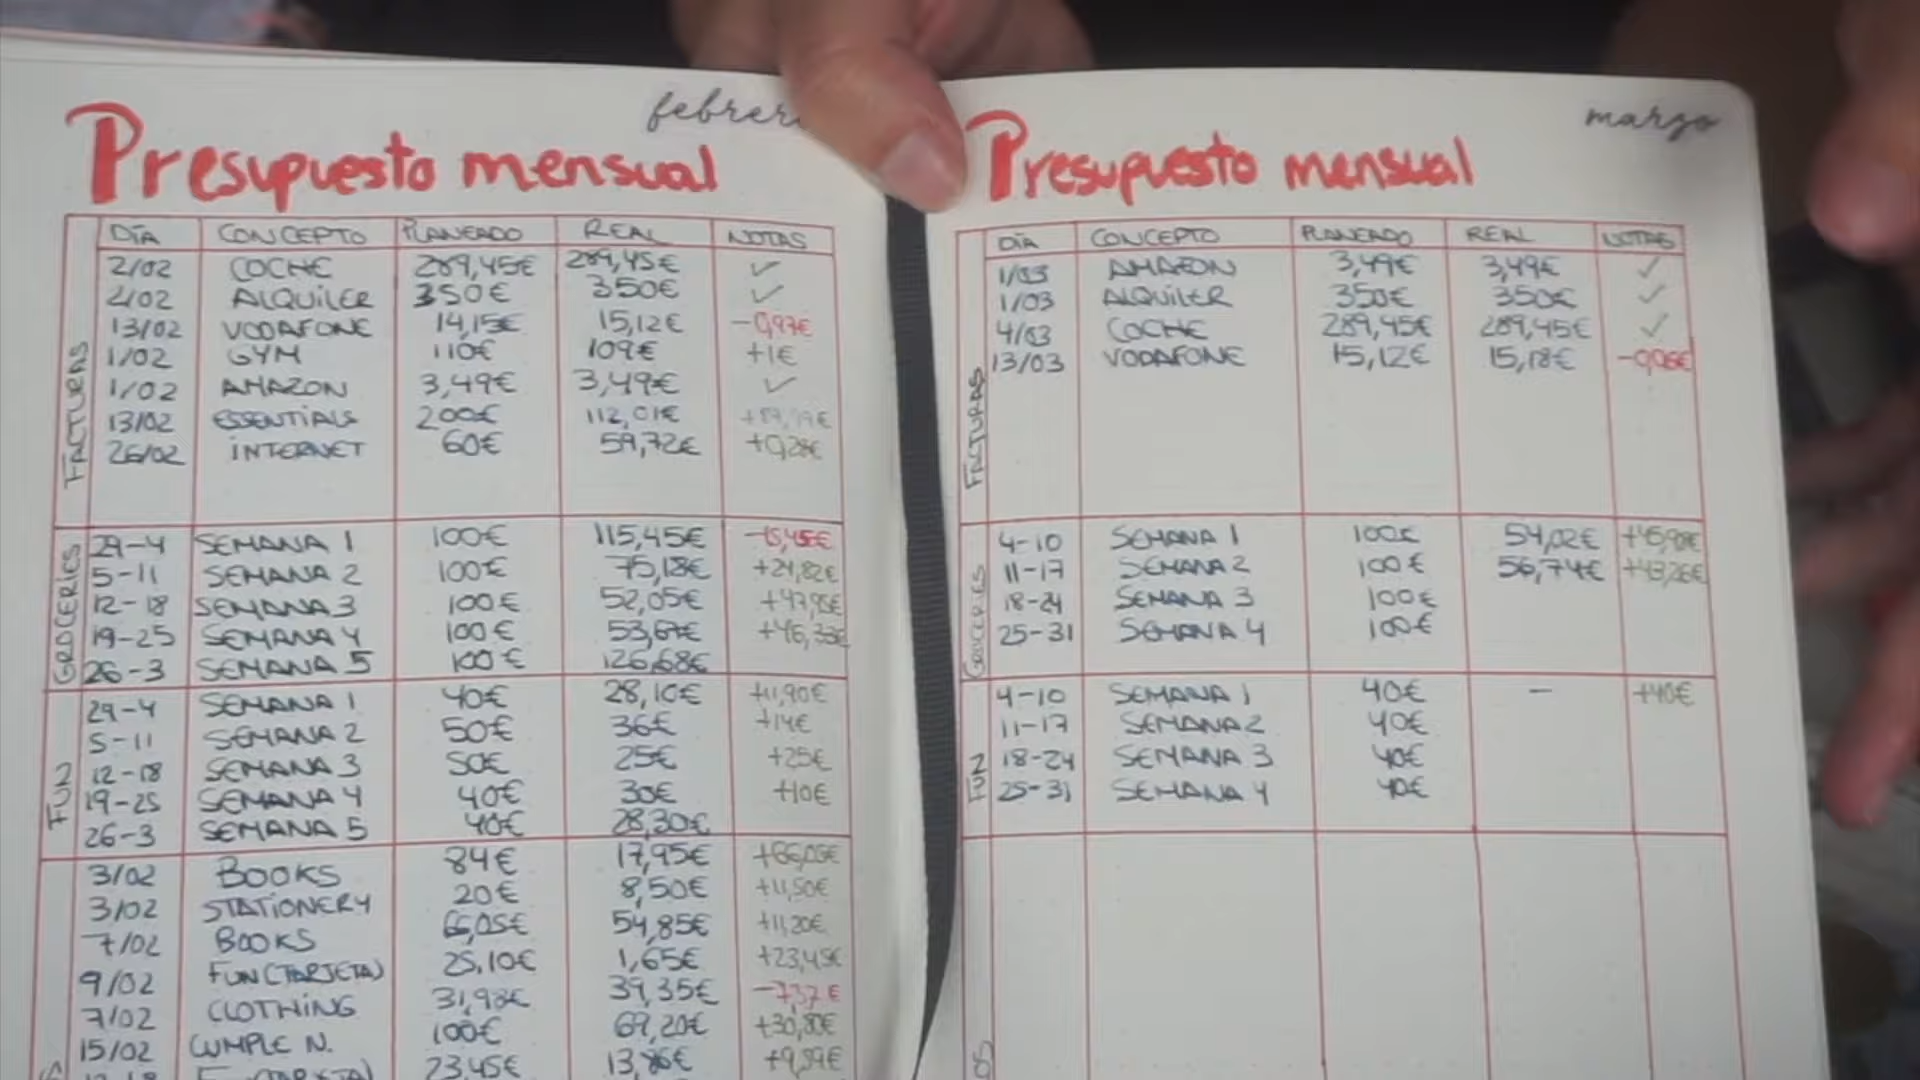 febrer
Presupuesto mensual
DÍA CONCEPTO PLANEADO REAL NOTAS
FACTURAS
2/02 COCHE 289,45€ 289,45€ ✓
2/02 ALQUILER 350€ 350€ ✓
13/02 VODAFONE 14,15€ 15,12€ -0,97€
1/02 GYM 110€ 109€ +1€
1/02 AMAZON 3,49€ 3,49€ ✓
13/02 ESSENTIALS 200€ 112,01€
26/02 INTERNET 60€ 59,72€ +0,28€
GROCERIES
29-4 SEMANA 1 100€ 115,45€ -15,45€
5-11 SEMANA 2 100€ 75,18€ +24,82€
12-18 SEMANA 3 100€ 52,05€ +47,95€
19-25 SEMANA 4 100€ 53,67€ +46,33€
26-3 SEMANA 5 100€ 126,68€
FUN
29-4 SEMANA 1 40€ 28,10€ +11,90€
5-11 SEMANA 2 50€ 36€ +14€
12-18 SEMANA 3 50€ 25€ +25€
19-25 SEMANA 4 40€ 30€ +10€
26-3 SEMANA 5 40€ 28,30€
3/02 BOOKS 84€ 17,95€ +66,05€
3/02 STATIONERY 20€ 8,50€ +11,50€
7/02 BOOKS 66,05€ 54,85€ +11,20€
9/02 FUN (TARJETA) 25,10€ 1,65€ +23,45€
7/02 CLOTHING 31,98€ 39,35€ -7,37€
15/02 CUMPLE N. 100€ 69,20€ +30,80€
23,45€
marzo
Presupuesto mensual
DÍA CONCEPTO PLANEADO REAL NOTAS
FACTURAS
1/03 AMAZON 3,49€ 3,49€ ✓
1/03 ALQUILER 350€ 350€ ✓
4/03 COCHE 289,45€ 289,45€ ✓
13/03 VODAFONE 15,12€ 15,18€ -0,06€
GROCERIES
4-10 SEMANA 1 100€ 54,02€ +45,98€
11-17 SEMANA 2 100€ 56,74€ +43,26€
18-24 SEMANA 3 100€
25-31 SEMANA 4 100€
FUN
4-10 SEMANA 1 40€ - +40€
11-17 SEMANA 2 40€
18-24 SEMANA 3 40€
25-31 SEMANA 4 40€